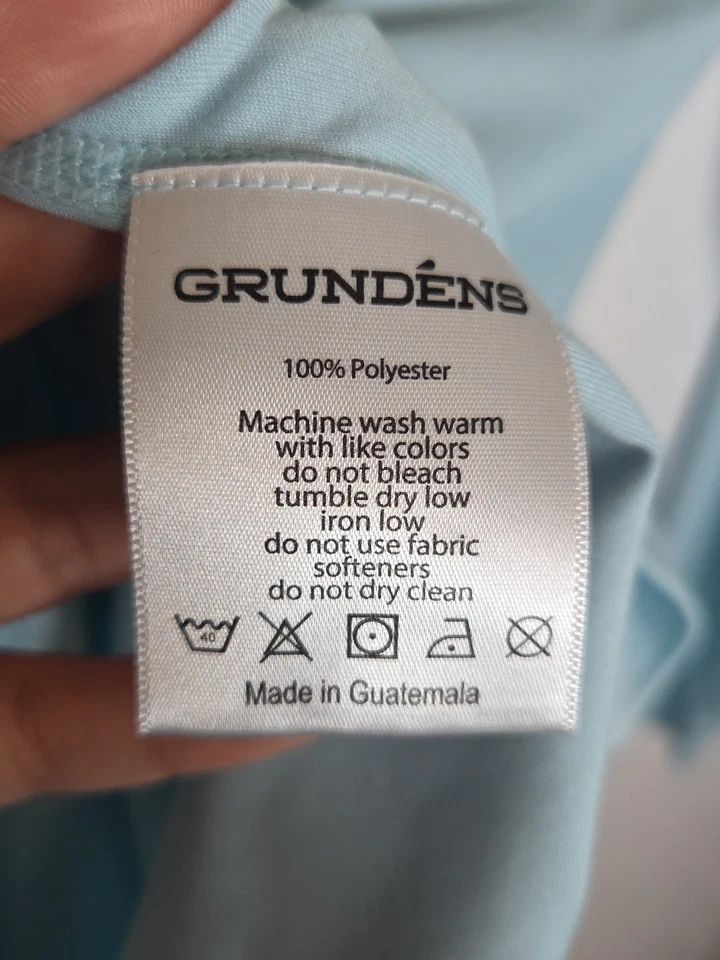 GRUNDÉNS
100% Polyester
Machine wash warm
with like colors
do not bleach
tumble dry low
iron low
do not use fabric
softeners
do not dry clean
40
Made in Guatemala